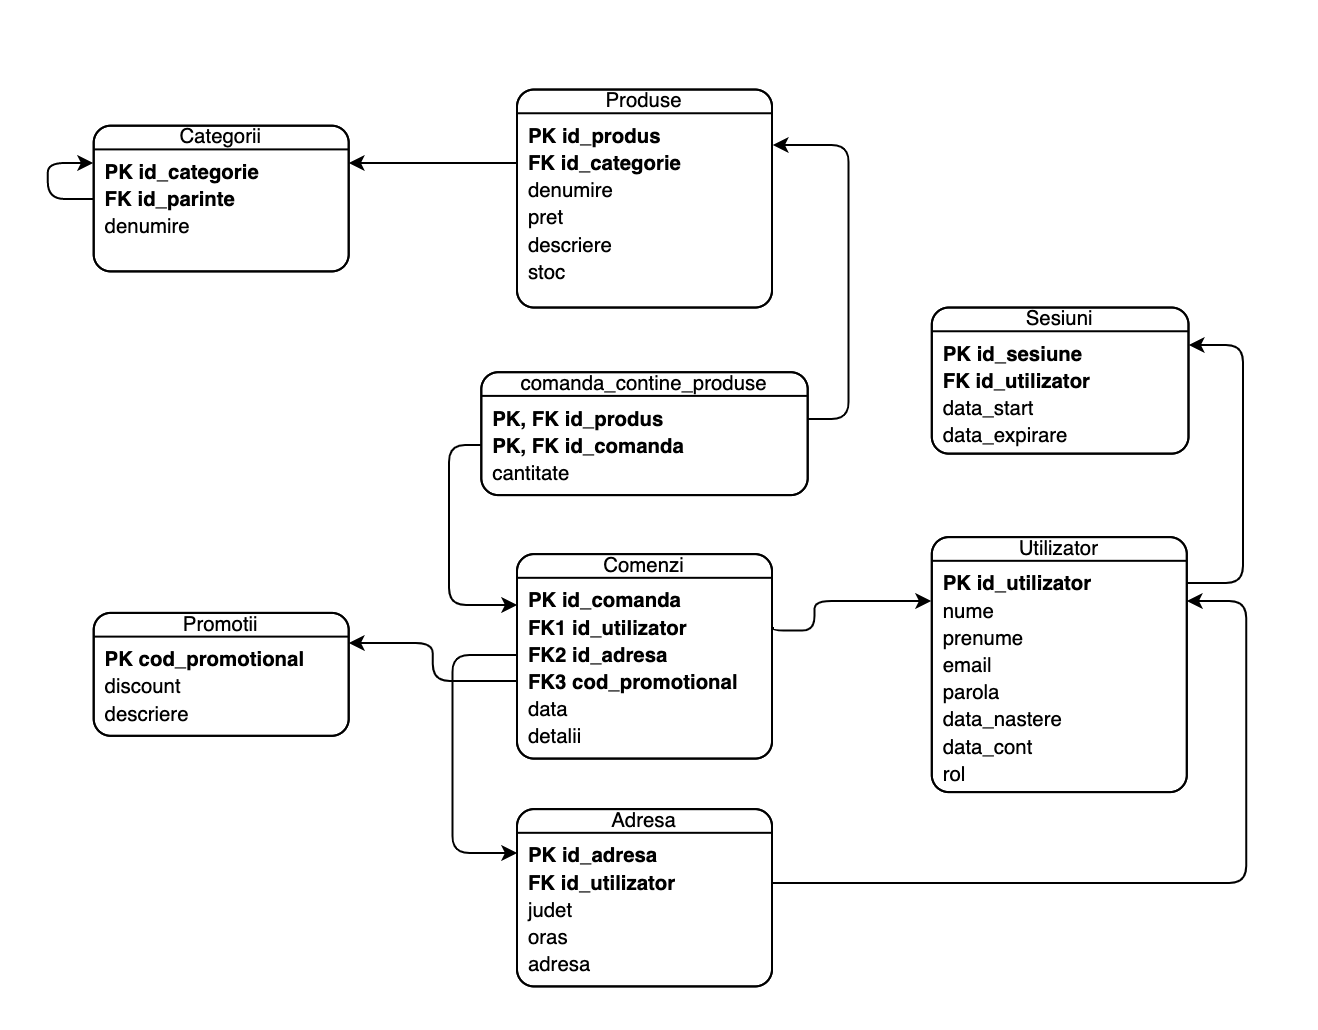 Produse
PK id_produs
FK id_categorie
denumire
pret
descriere
stoc
Categorii
PK id_categorie
FK id_parinte
denumire
Sesiuni
PK id_sesiune
FK id_utilizator
data_start
data_expirare
comanda_contine_produse
PK, FK id_produs
PK, FK id_comanda
cantitate
Comenzi
PK id_comanda
FK1 id_utilizator
FK2 id_adresa
FK3 cod_promotional
data
detalii
Utilizator
PK id_utilizator
nume
prenume
email
parola
data_nastere
data_cont
rol
Promotii
PK cod_promotional
discount
descriere
Adresa
PK id_adresa
FK id_utilizator
judet
oras
adresa